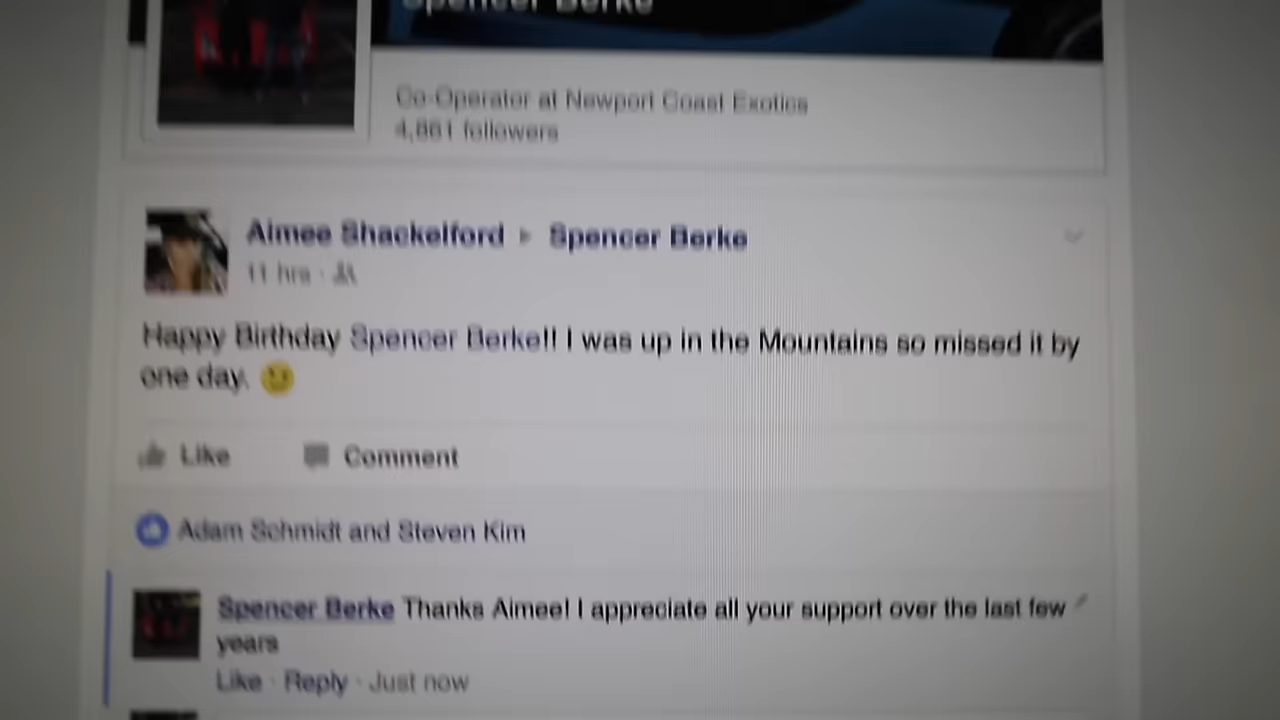 Spencer Berke
Co-Operator at Newport Coast Exotics
4,861 followers
Aimee Shackelford ▸ Spencer Berke
11 hrs ·
Happy Birthday Spencer Berke!! I was up in the Mountains so missed it by
one day.
Like Comment
Adam Schmidt and Steven Kim
Spencer Berke Thanks Aimee! I appreciate all your support over the last few
years
Like · Reply · Just now